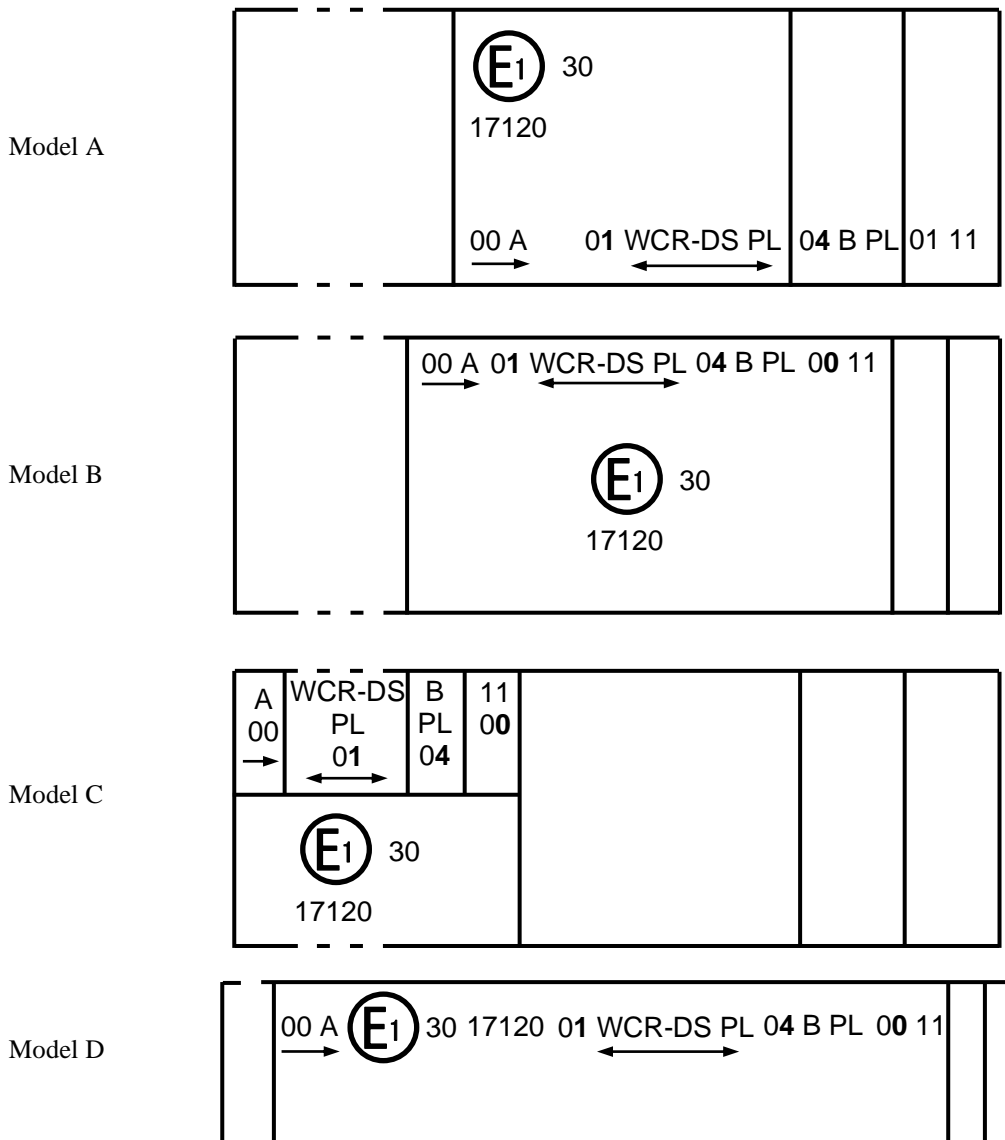 Model A
E1 30
17120
00 A 01 WCR-DS PL 04 B PL 01 11
Model B
00 A 01 WCR-DS PL 04 B PL 00 11
E1 30
17120
Model C
A WCR-DS B 11
00 PL PL 00
01 04
E1 30
17120
Model D
00 A E1 30 17120 01 WCR-DS PL 04 B PL 00 11